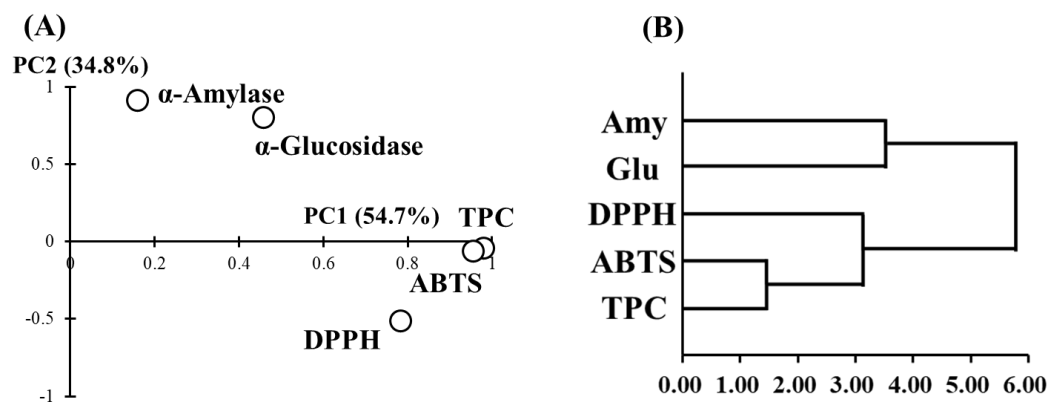 (A)
PC2 (34.8%)
1
α-Amylase
α-Glucosidase
0.5
PC1 (54.7%)
TPC
0
0
0.2
0.4
0.6
0.8
1
ABTS
-0.5
DPPH
-1
(B)
Amy
Glu
DPPH
ABTS
TPC
0.00 1.00 2.00 3.00 4.00 5.00 6.00